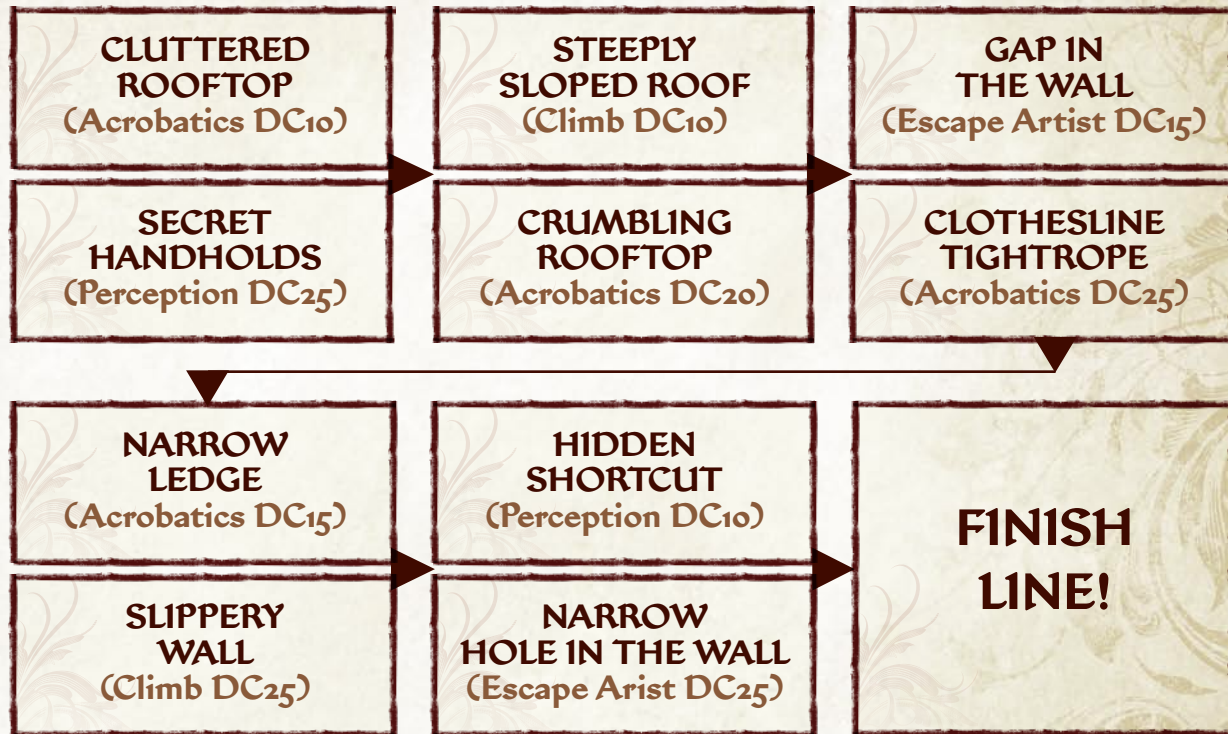 CLUTTERED
ROOFTOP
(Acrobatics DC10)
SECRET
HANDHOLDS
(Perception DC25)
STEEPLY
SLOPED ROOF
(Climb DC10)
CRUMBLING
ROOFTOP
(Acrobatics DC20)
GAP IN
THE WALL
(Escape Artist DC15)
CLOTHESLINE
TIGHTROPE
(Acrobatics DC25)
NARROW
LEDGE
(Acrobatics DC15)
SLIPPERY
WALL
(Climb DC25)
HIDDEN
SHORTCUT
(Perception DC10)
NARROW
HOLE IN THE WALL
(Escape Arist DC25)
FINISH
LINE!